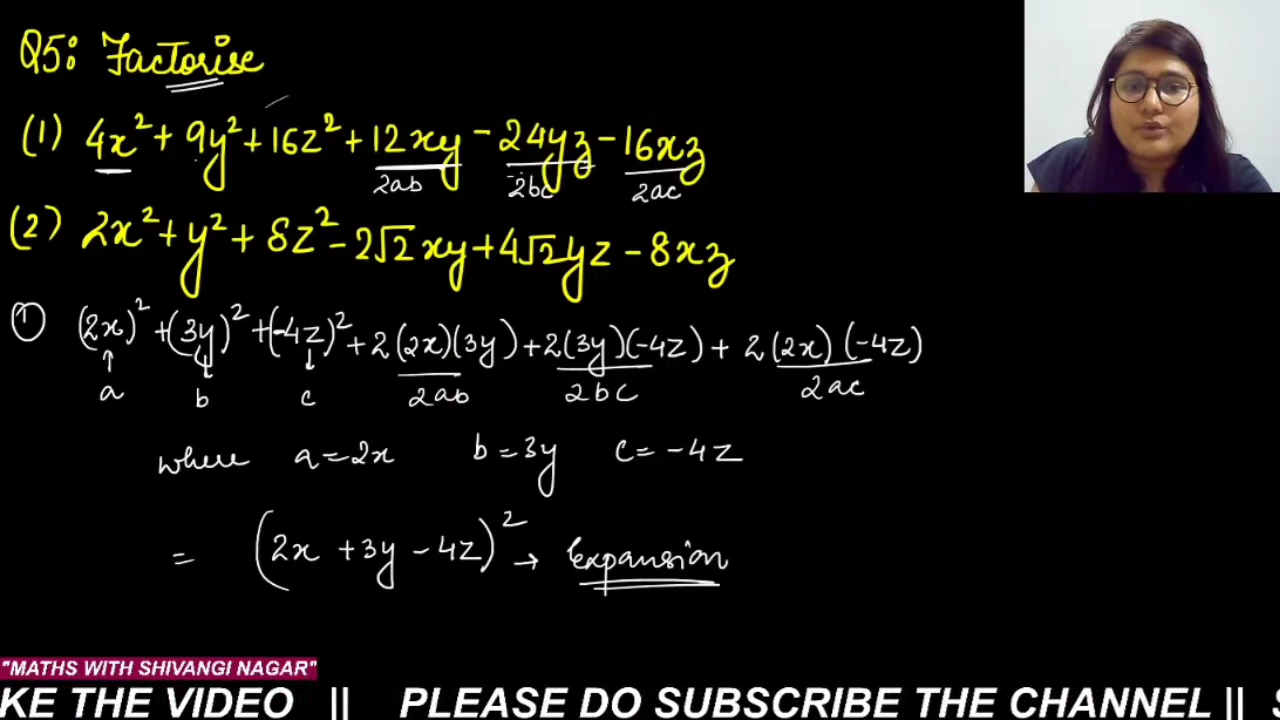 Q5: Factorise
(1) 4x² + 9y² + 16z² + 12xy - 24yz - 16xz
2ab 2bc 2ac
(2) 2x² + y² + 8z² - 2√2 xy + 4√2 yz - 8xz
① (2x)² + (3y)² + (-4z)² + 2(2x)(3y) + 2(3y)(-4z) + 2(2x)(-4z)
↑ ↓ ↓
a b c 2ab 2bc 2ac
where a = 2x b = 3y c = -4z
= (2x + 3y - 4z)² → Expansion
"MATHS WITH SHIVANGI NAGAR"
KE THE VIDEO || PLEASE DO SUBSCRIBE THE CHANNEL || S